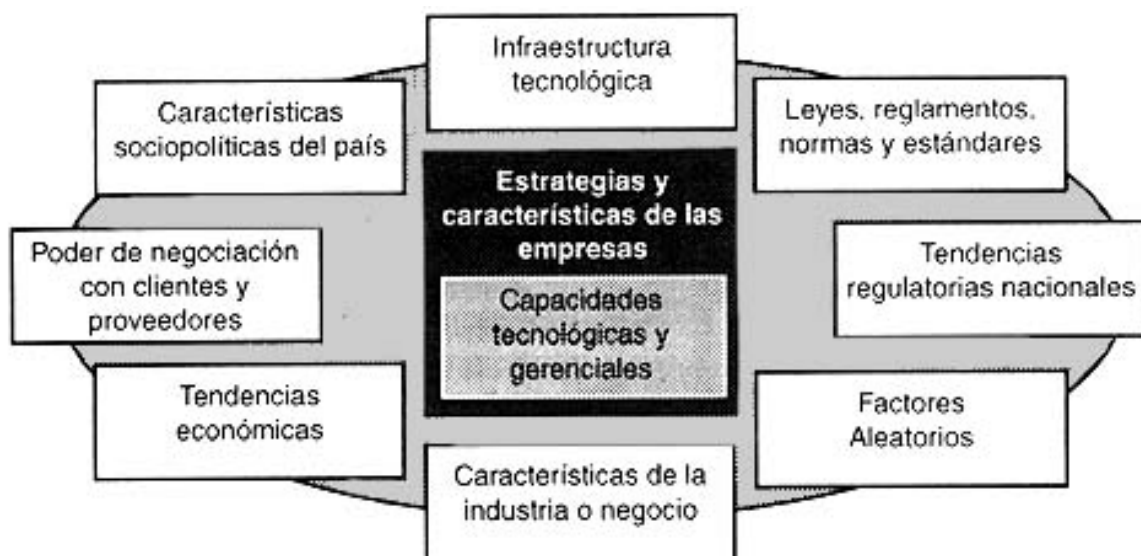 Infraestructura
tecnológica
Características
sociopolíticas del país
Leyes, reglamentos,
normas y estándares
Estrategias y
características de las
empresas
Poder de negociación
con clientes y
proveedores
Tendencias
regulatorias nacionales
Capacidades
tecnológicas y
gerenciales
Tendencias
económicas
Factores
Aleatorios
Características de la
industria o negocio